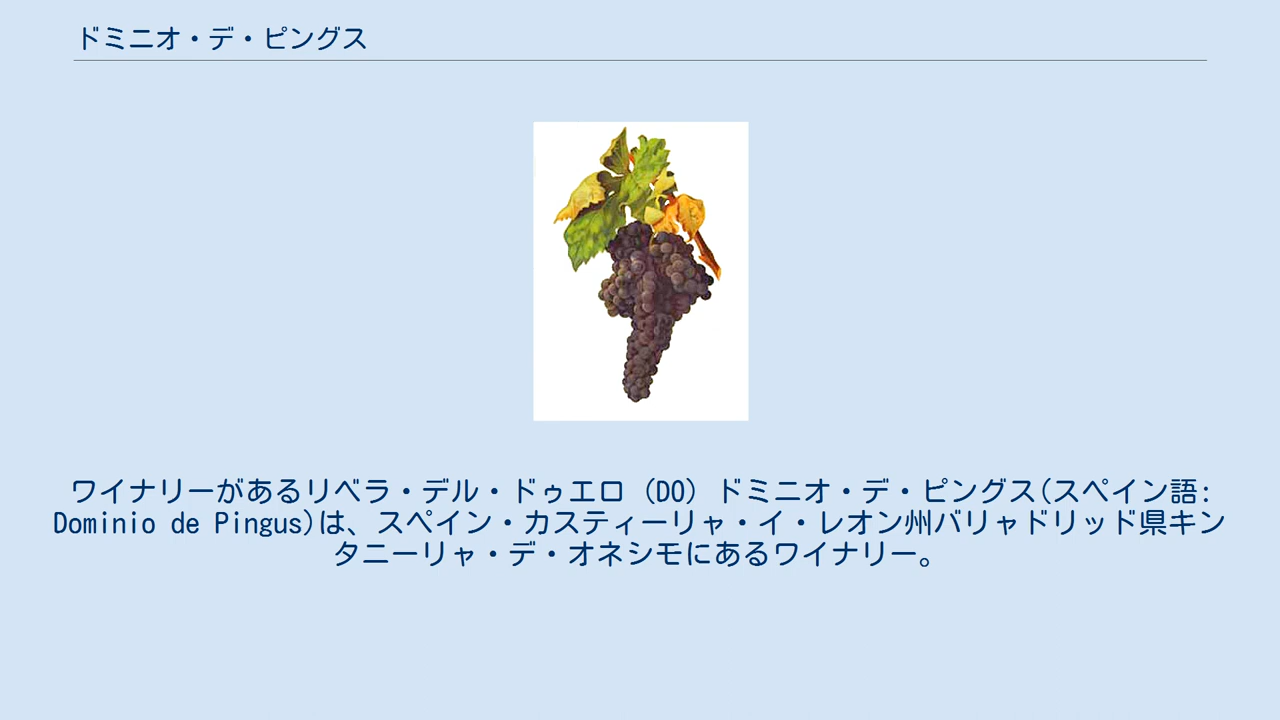 ドミニオ・デ・ピングス
ワイナリーがあるリベラ・デル・ドゥエロ (DO) ドミニオ・デ・ピングス(スペイン語:
Dominio de Pingus)は、スペイン・カスティーリャ・イ・レオン州バリャドリッド県キン
タニーリャ・デ・オネシモにあるワイナリー。